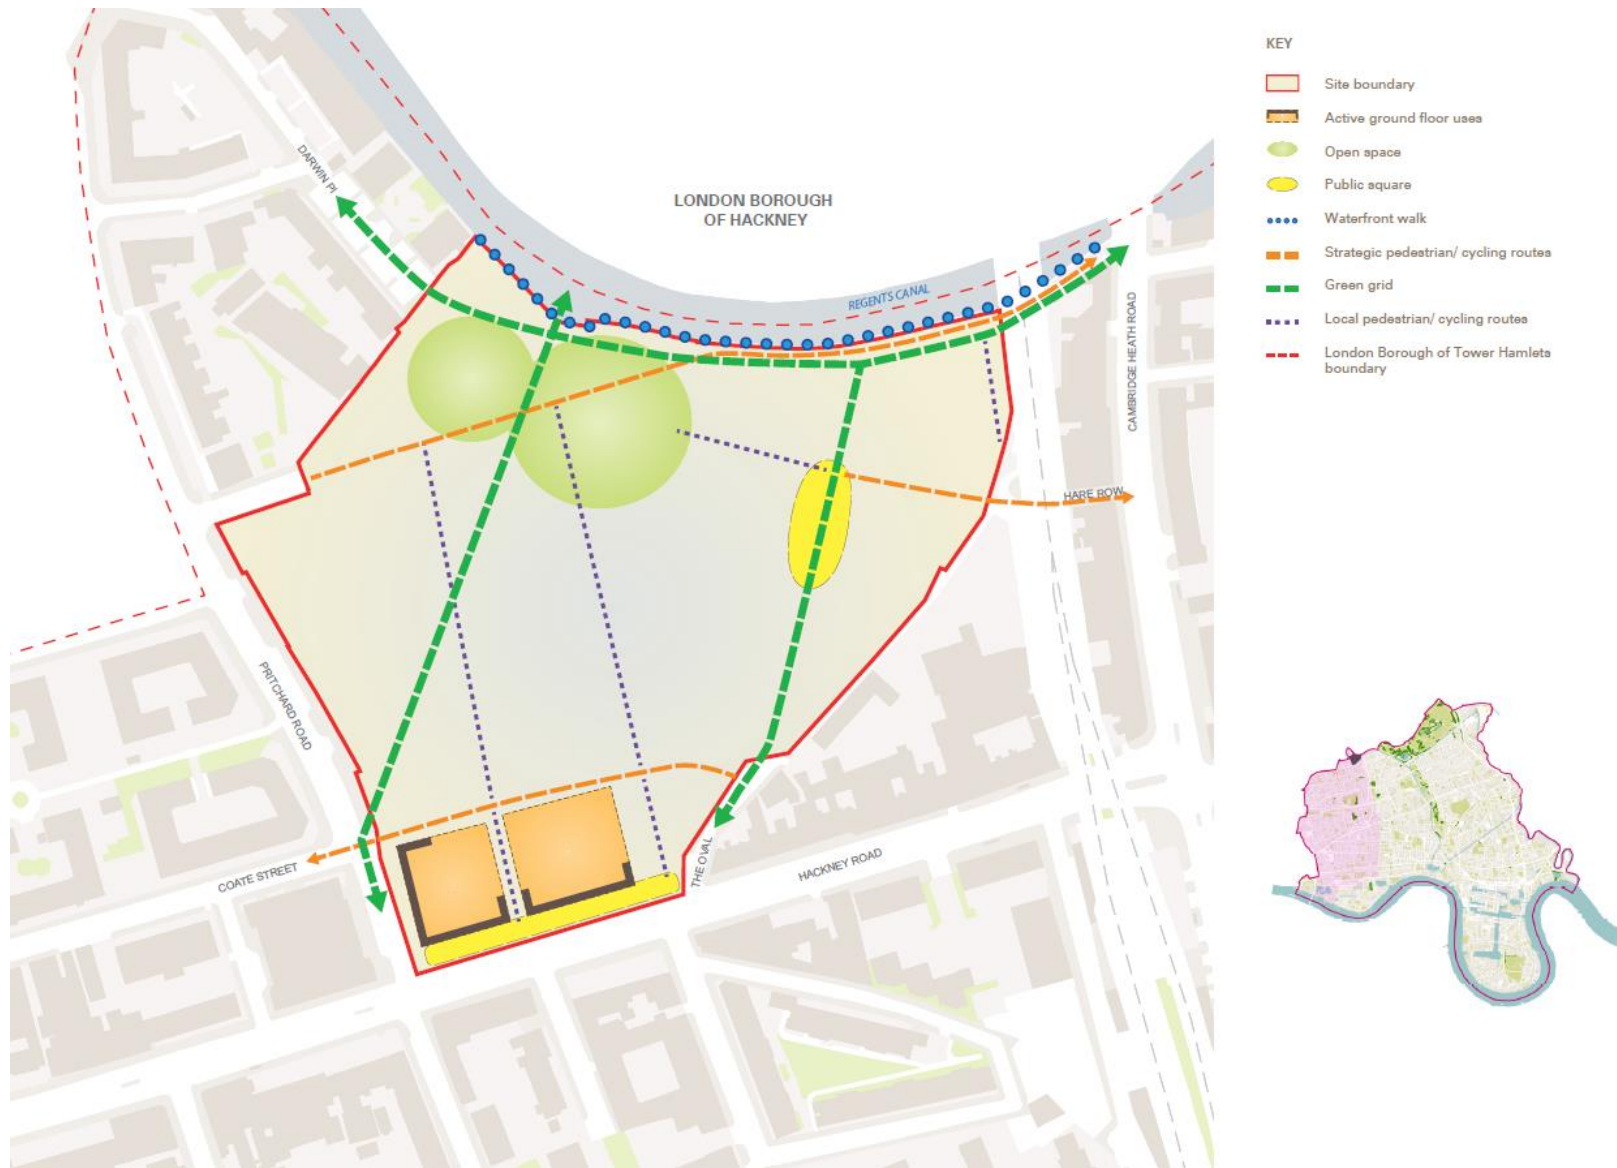 KEY
Site boundary
Active ground floor uses
Open space
Public square
Waterfront walk
Strategic pedestrian/ cycling routes
Green grid
Local pedestrian/ cycling routes
London Borough of Tower Hamlets
boundary
DARWIN Pl
LONDON BOROUGH
OF HACKNEY
REGENTS CANAL
CAMBRIDGE HEATH ROAD
HARE ROW
PRITCHARD ROAD
COATE STREET
THE OVAL
HACKNEY ROAD